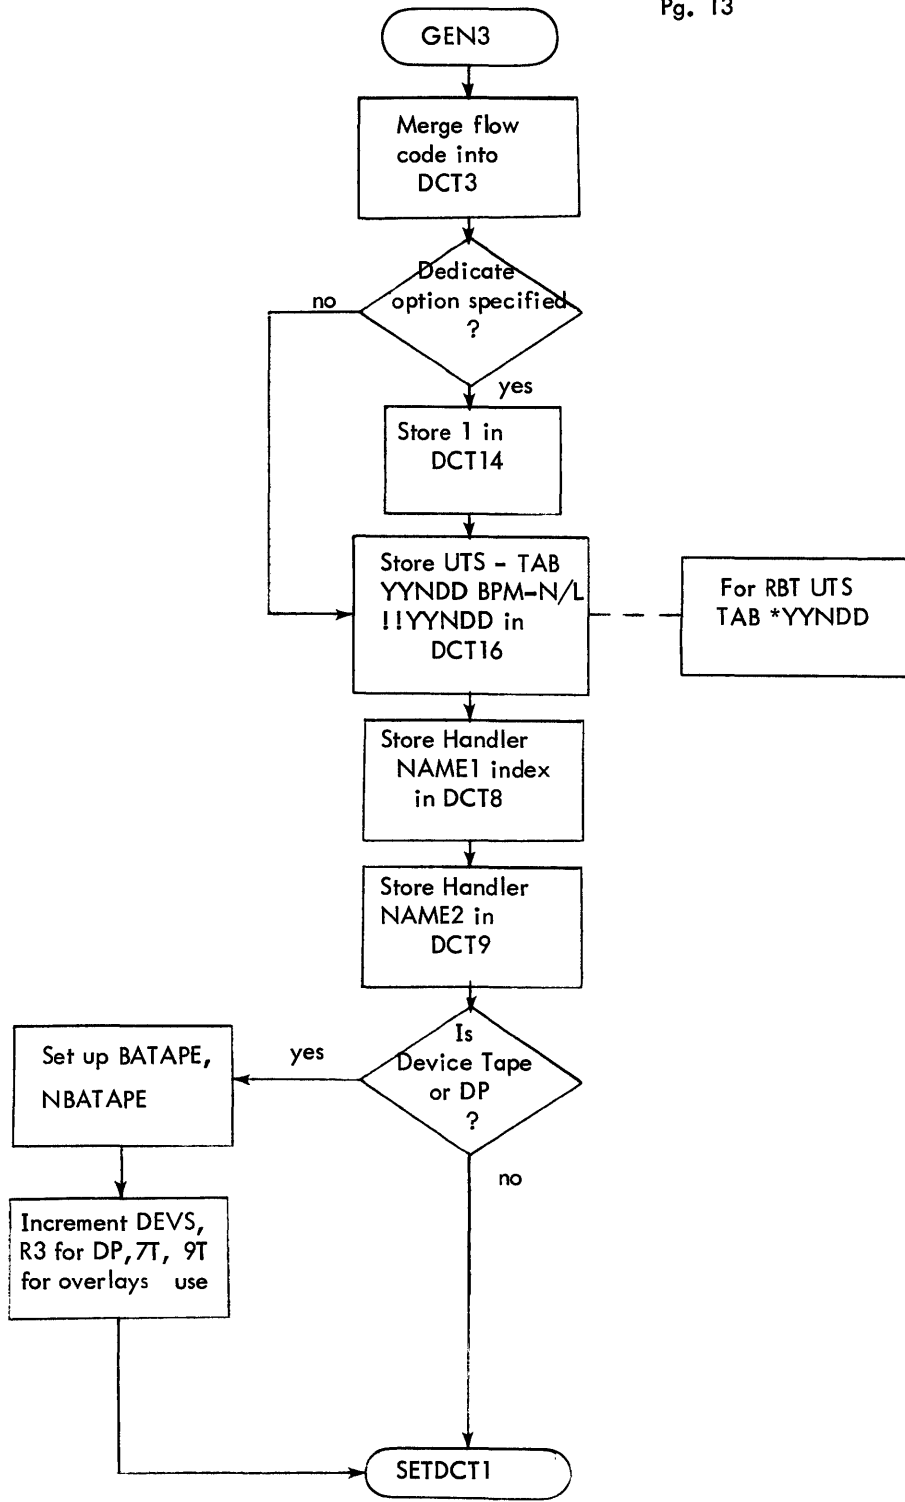 Pg. 13
GEN3
Merge flow
code into
DCT3
Dedicate
option specified
?
no
yes
Store 1 in
DCT14
Store UTS - TAB
YYNDD BPM-N/L
!!YYNDD in
DCT16
For RBT UTS
TAB *YYNDD
Store Handler
NAME1 index
in DCT8
Store Handler
NAME2 in
DCT9
Is
Device Tape
or DP
?
yes
no
Set up BATAPE,
NBATAPE
Increment DEVS,
R3 for DP, 7T, 9T
for overlays use
SETDCT1